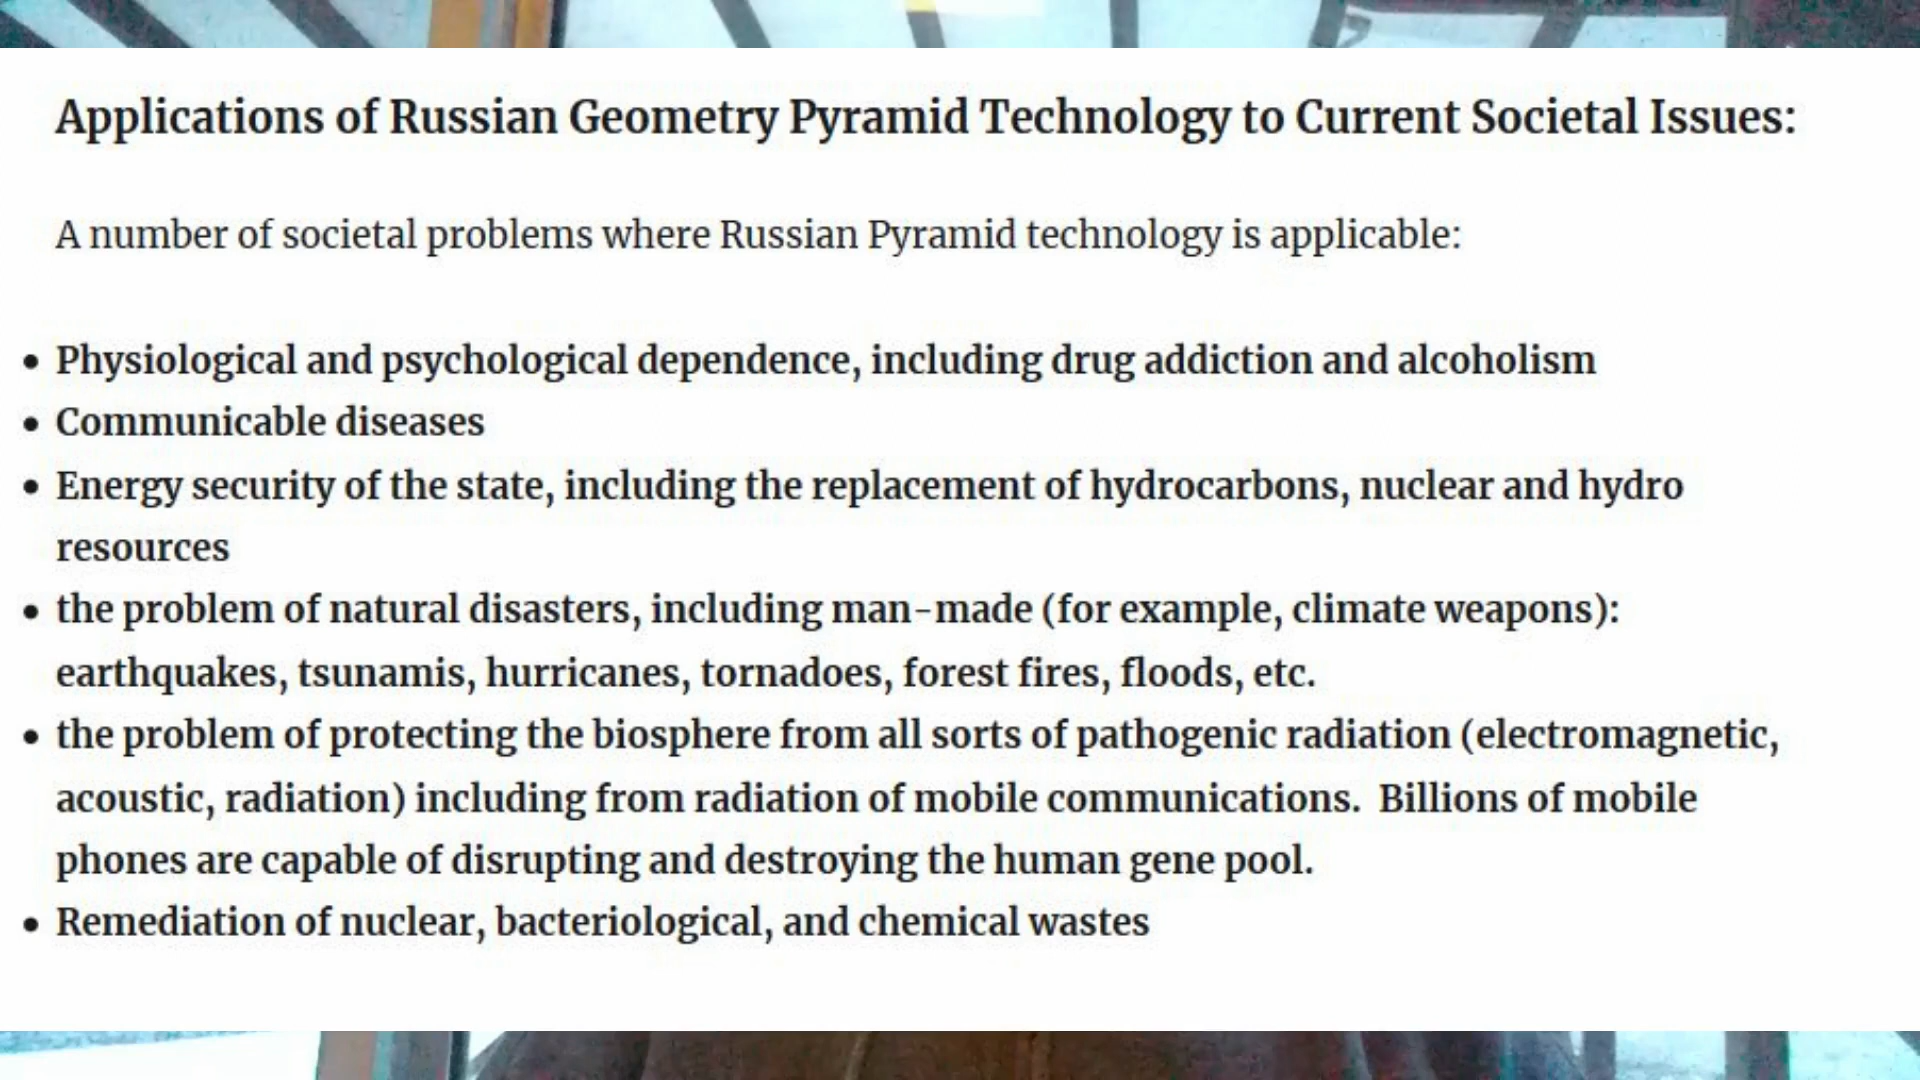 Applications of Russian Geometry Pyramid Technology to Current Societal Issues:
A number of societal problems where Russian Pyramid technology is applicable:
• Physiological and psychological dependence, including drug addiction and alcoholism
• Communicable diseases
• Energy security of the state, including the replacement of hydrocarbons, nuclear and hydro
resources
• the problem of natural disasters, including man-made (for example, climate weapons):
earthquakes, tsunamis, hurricanes, tornadoes, forest fires, floods, etc.
• the problem of protecting the biosphere from all sorts of pathogenic radiation (electromagnetic,
acoustic, radiation) including from radiation of mobile communications.  Billions of mobile
phones are capable of disrupting and destroying the human gene pool.
• Remediation of nuclear, bacteriological, and chemical wastes